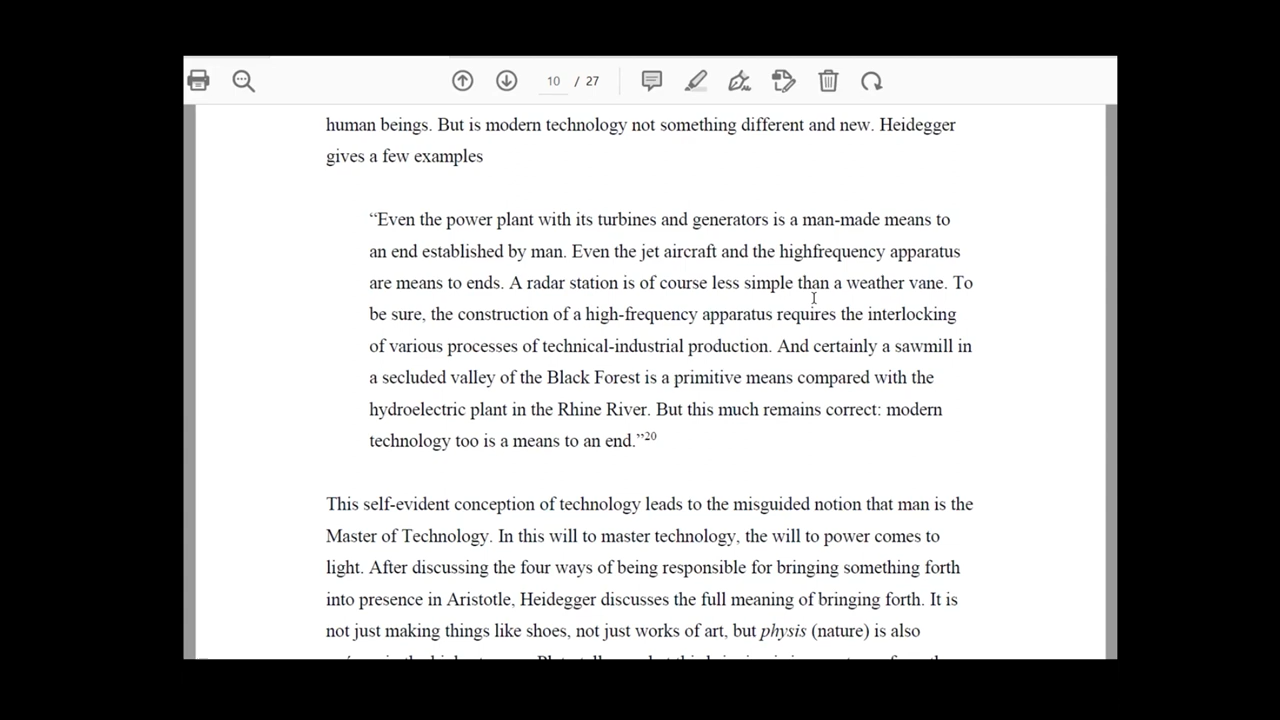 10 / 27
human beings. But is modern technology not something different and new. Heidegger
gives a few examples
“Even the power plant with its turbines and generators is a man-made means to
an end established by man. Even the jet aircraft and the highfrequency apparatus
are means to ends. A radar station is of course less simple than a weather vane. To
be sure, the construction of a high-frequency apparatus requires the interlocking
of various processes of technical-industrial production. And certainly a sawmill in
a secluded valley of the Black Forest is a primitive means compared with the
hydroelectric plant in the Rhine River. But this much remains correct: modern
technology too is a means to an end.”20
This self-evident conception of technology leads to the misguided notion that man is the
Master of Technology. In this will to master technology, the will to power comes to
light. After discussing the four ways of being responsible for bringing something forth
into presence in Aristotle, Heidegger discusses the full meaning of bringing forth. It is
not just making things like shoes, not just works of art, but physis (nature) is also